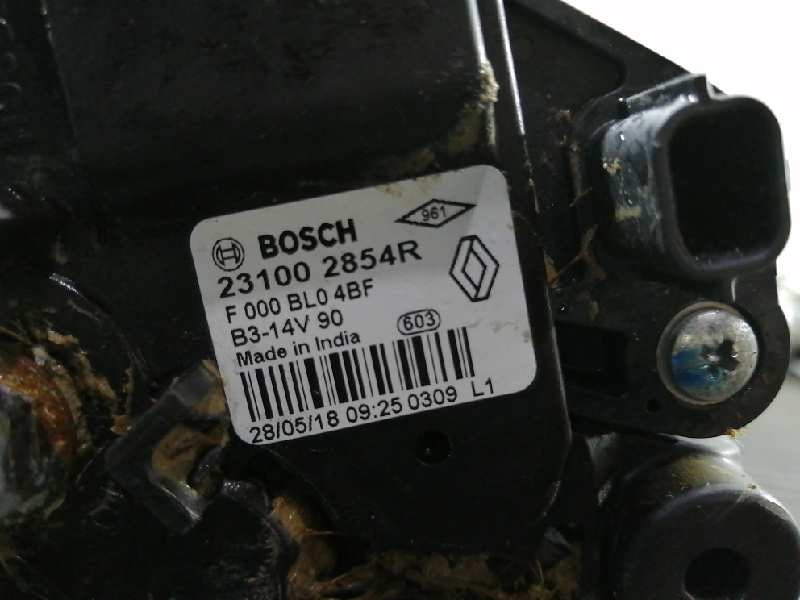 BOSCH
961
23100 2854R
F 000 BL0 4BF
B3-14V 90
603
Made in India
28/05/18 09:25 0309 L1